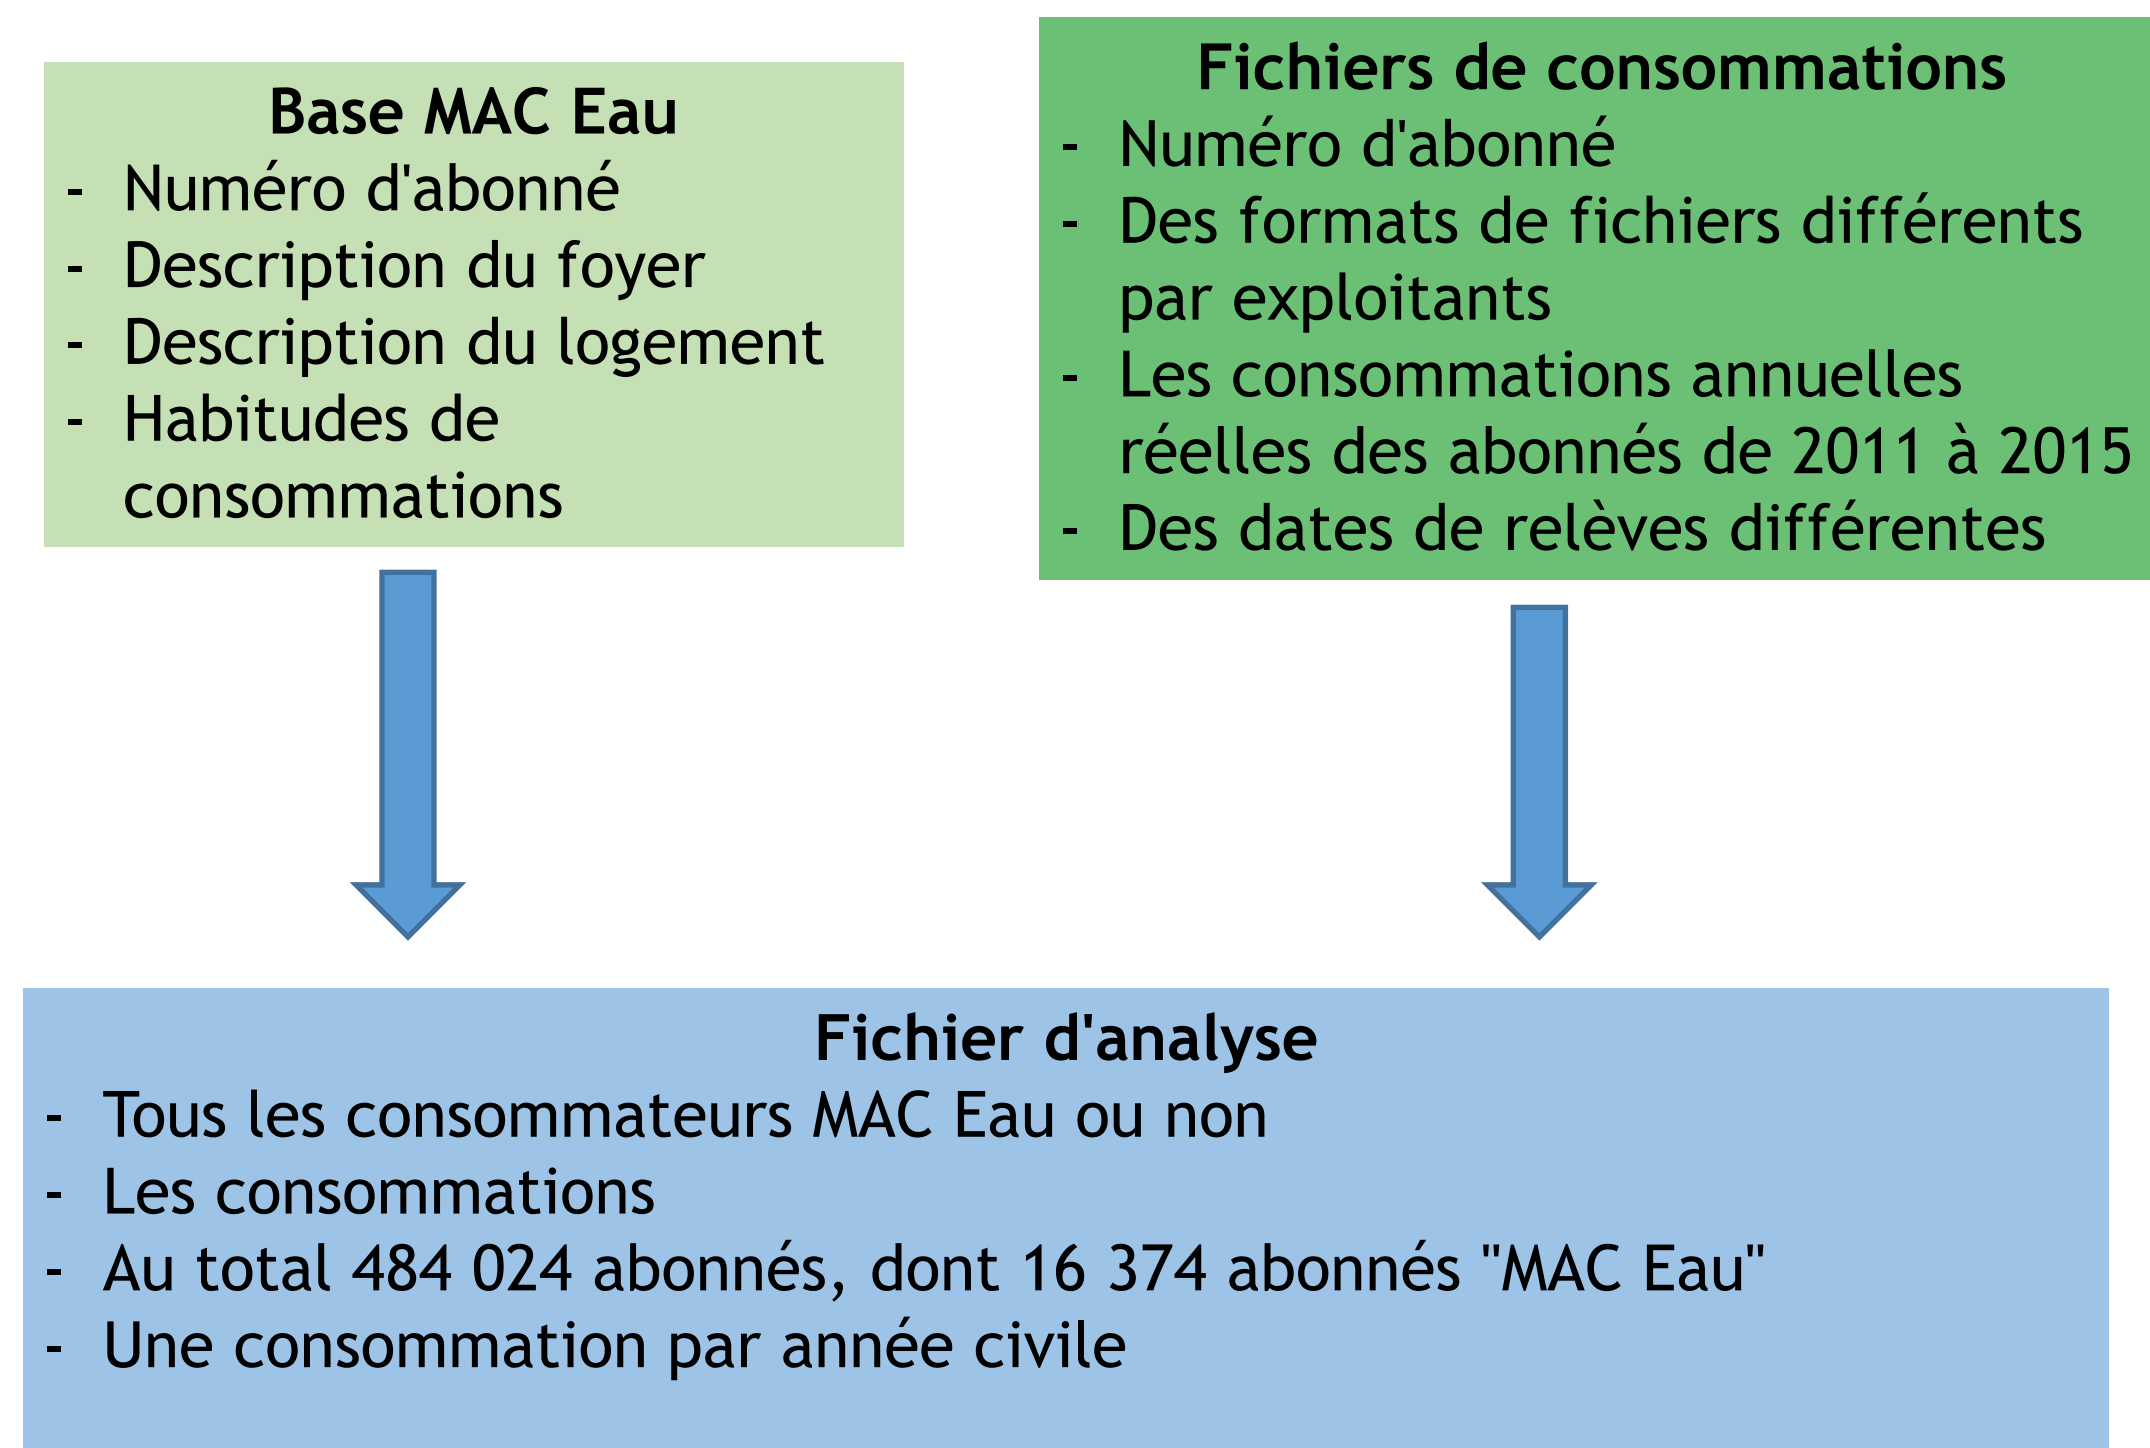 Base MAC Eau
- Numéro d'abonné
- Description du foyer
- Description du logement
- Habitudes de
consommations
Fichiers de consommations
- Numéro d'abonné
- Des formats de fichiers différents
par exploitants
- Les consommations annuelles
réelles des abonnés de 2011 à 2015
- Des dates de relèves différentes
Fichier d'analyse
- Tous les consommateurs MAC Eau ou non
- Les consommations
- Au total 484 024 abonnés, dont 16 374 abonnés "MAC Eau"
- Une consommation par année civile